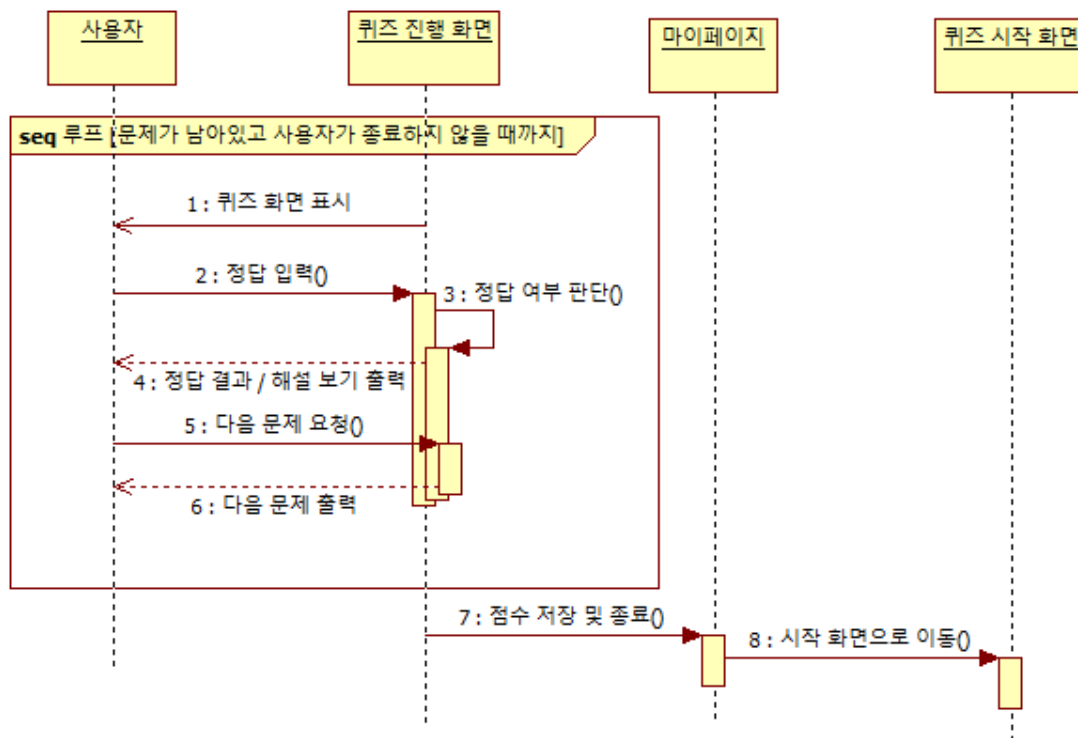 사용자
퀴즈 진행 화면
마이페이지
퀴즈 시작 화면
seq 루프 [문제가 남아있고 사용자가 종료하지 않을 때까지]
1 : 퀴즈 화면 표시
2 : 정답 입력()
3 : 정답 여부 판단()
4 : 정답 결과 / 해설 보기 출력
5 : 다음 문제 요청()
6 : 다음 문제 출력
7 : 점수 저장 및 종료()
8 : 시작 화면으로 이동()